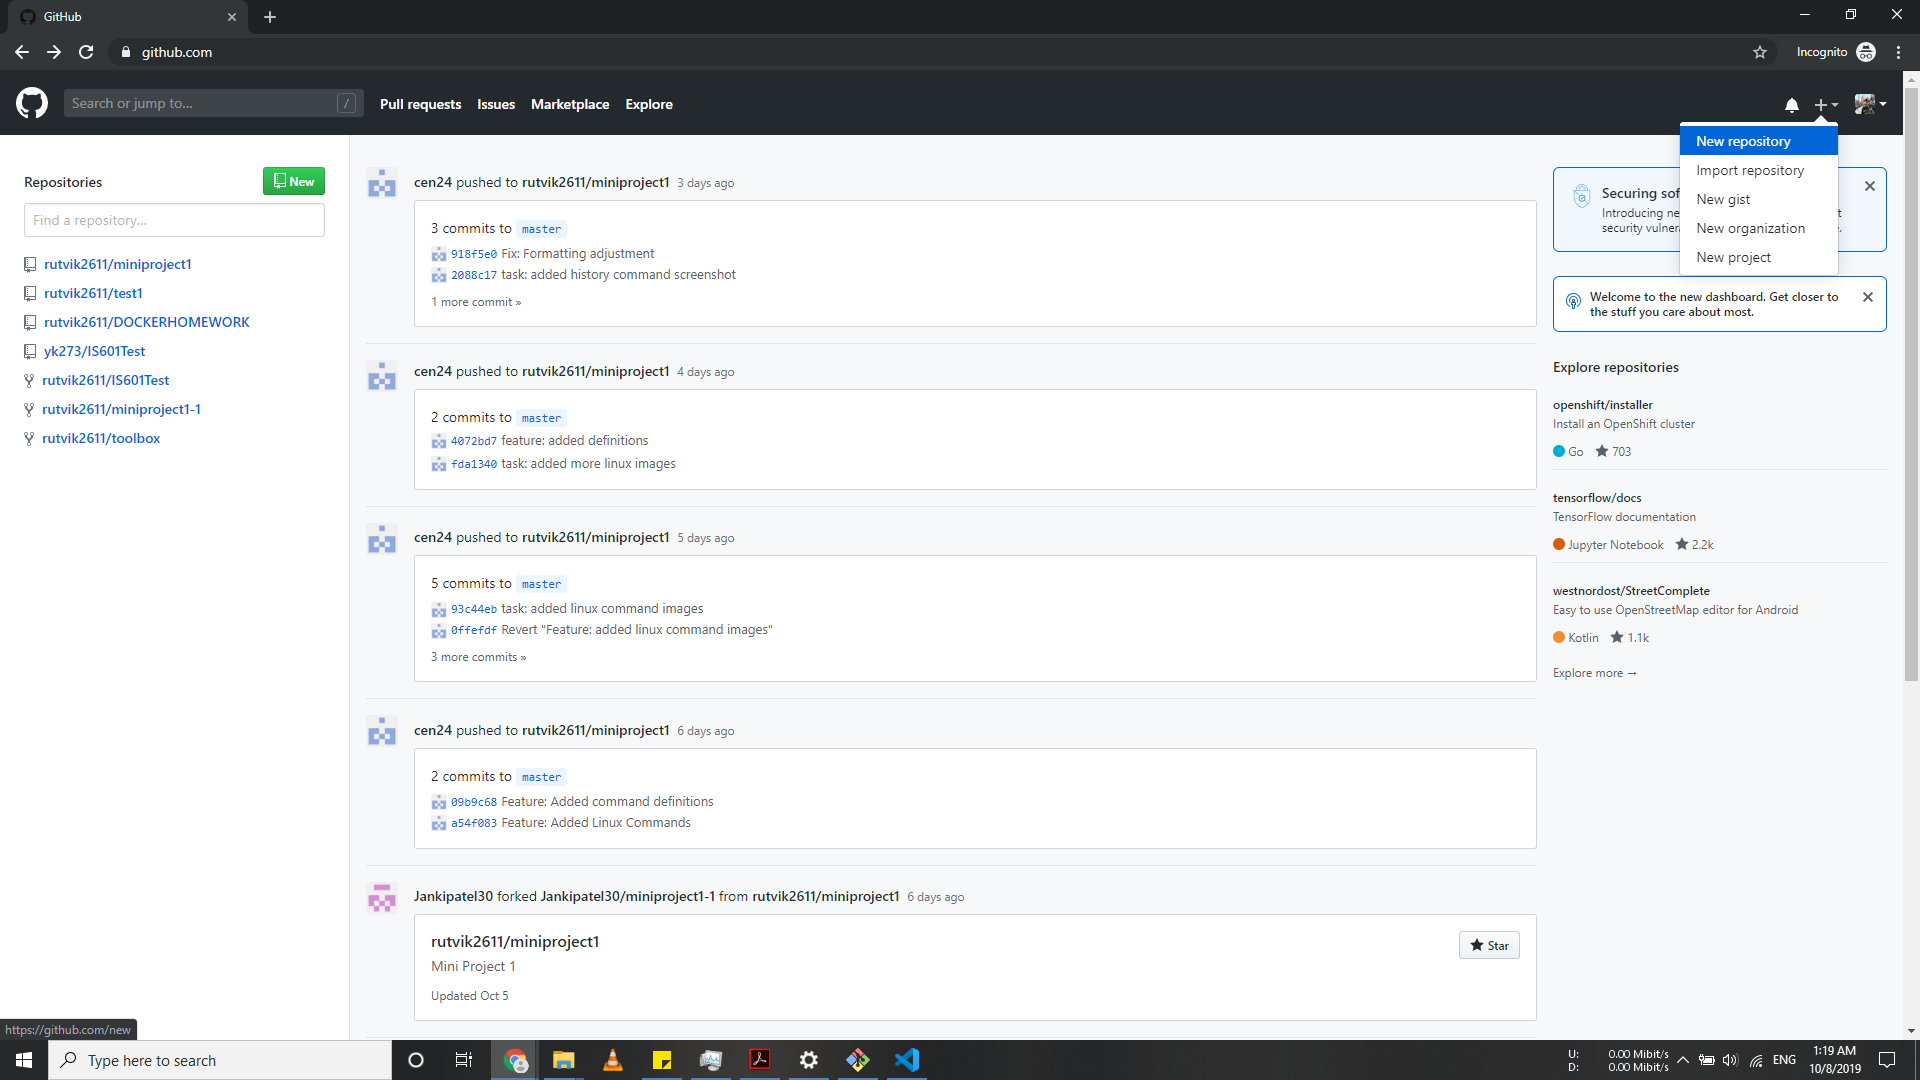 GitHub
github.com
Incognito
Search or jump to...
/
Pull requests
Issues
Marketplace
Explore
New repository
Import repository
New gist
New organization
New project
Repositories
New
Find a repository...
rutvik2611/miniproject1
rutvik2611/test1
rutvik2611/DOCKERHOMEWORK
yk273/IS601Test
rutvik2611/IS601Test
rutvik2611/miniproject1-1
rutvik2611/toolbox
cen24 pushed to rutvik2611/miniproject1 3 days ago
3 commits to master
918f5e0 Fix: Formatting adjustment
2088c17 task: added history command screenshot
1 more commit »
cen24 pushed to rutvik2611/miniproject1 4 days ago
2 commits to master
4072bd7 feature: added definitions
fda1340 task: added more linux images
cen24 pushed to rutvik2611/miniproject1 5 days ago
5 commits to master
93c44eb task: added linux command images
0ffefdf Revert "Feature: added linux command images"
3 more commits »
cen24 pushed to rutvik2611/miniproject1 6 days ago
2 commits to master
09b9c68 Feature: Added command definitions
a54f083 Feature: Added Linux Commands
Jankipatel30 forked Jankipatel30/miniproject1-1 from rutvik2611/miniproject1 6 days ago
rutvik2611/miniproject1
Star
Mini Project 1
Updated Oct 5
Securing
Introducing
security
Welcome to the new dashboard. Get closer to
the stuff you care about most.
Explore repositories
openshift/installer
Install an OpenShift cluster
Go 703
tensorflow/docs
TensorFlow documentation
Jupyter Notebook 2.2k
westnordost/StreetComplete
Easy to use OpenStreetMap editor for Android
Kotlin 1.1k
Explore more →
https://github.com/new
Type here to search
U: 0.00 Mibit/s
D: 0.00 Mibit/s
ENG
1:19 AM
10/8/2019